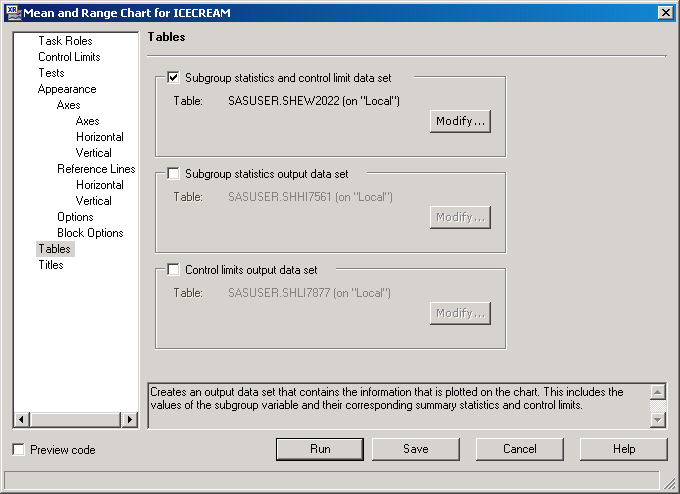 XR
Mean and Range Chart for ICECREAM
Task Roles
Control Limits
Tests
Appearance
Axes
Axes
Horizontal
Vertical
Reference Lines
Horizontal
Vertical
Options
Block Options
Tables
Titles
Tables
Subgroup statistics and control limit data set
Table: SASUSER.SHEW2022 (on "Local")
Modify...
Subgroup statistics output data set
Table: SASUSER.SHHI7561 (on "Local")
Modify...
Control limits output data set
Table: SASUSER.SHLI7877 (on "Local")
Modify...
Creates an output data set that contains the information that is plotted on the chart. This includes the
values of the subgroup variable and their corresponding summary statistics and control limits.
Preview code
Run
Save
Cancel
Help